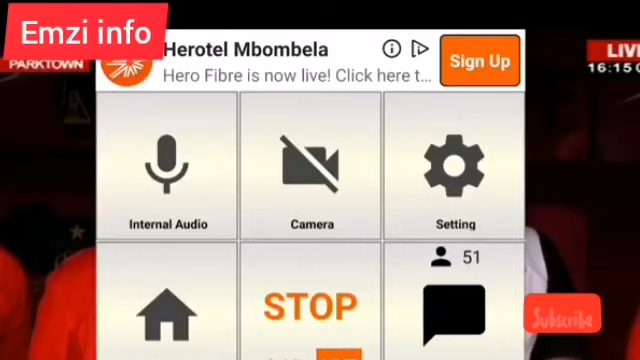 Emzi info
PARKTOWN
Herotel Mbombela
Hero Fibre is now live! Click here t...
Sign Up
LIVE
16:15
Internal Audio
Camera
Setting
51
STOP
Subscribe